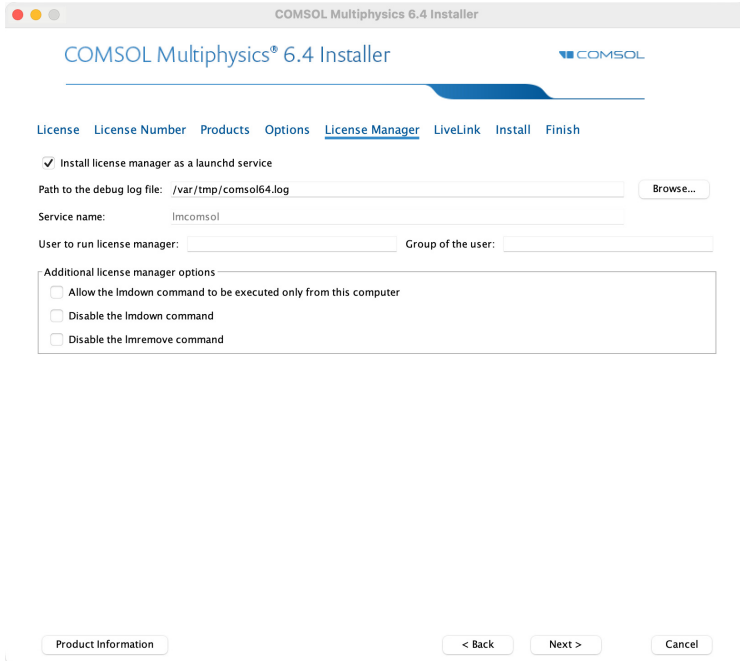 COMSOL Multiphysics 6.4 Installer
COMSOL Multiphysics® 6.4 Installer
COMSOL
License License Number Products Options License Manager LiveLink Install Finish
Install license manager as a launchd service
Path to the debug log file: /var/tmp/comsol64.log Browse...
Service name: lmcomsol
User to run license manager: Group of the user:
Additional license manager options
Allow the lmdown command to be executed only from this computer
Disable the lmdown command
Disable the lmremove command
Product Information < Back Next > Cancel